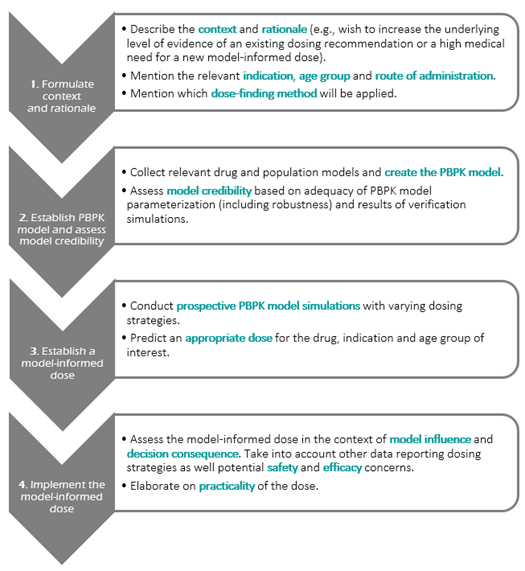 1. Formulate
context
and rationale
• Describe the context and rationale (e.g., wish to increase the underlying
level of evidence of an existing dosing recommendation or a high medical
need for a new model-informed dose).
• Mention the relevant indication, age group and route of administration.
• Mention which dose-finding method will be applied.
2. Establish PBPK
model and assess
model credibility
• Collect relevant drug and population models and create the PBPK model.
• Assess model credibility based on adequacy of PBPK model
parameterization (including robustness) and results of verification
simulations.
3. Establish a
model-informed
dose
• Conduct prospective PBPK model simulations with varying dosing
strategies.
• Predict an appropriate dose for the drug, indication and age group of
interest.
4. Implement the
model-informed
dose
• Assess the model-informed dose in the context of model influence and
decision consequence. Take into account other data reporting dosing
strategies as well potential safety and efficacy concerns.
• Elaborate on practicality of the dose.